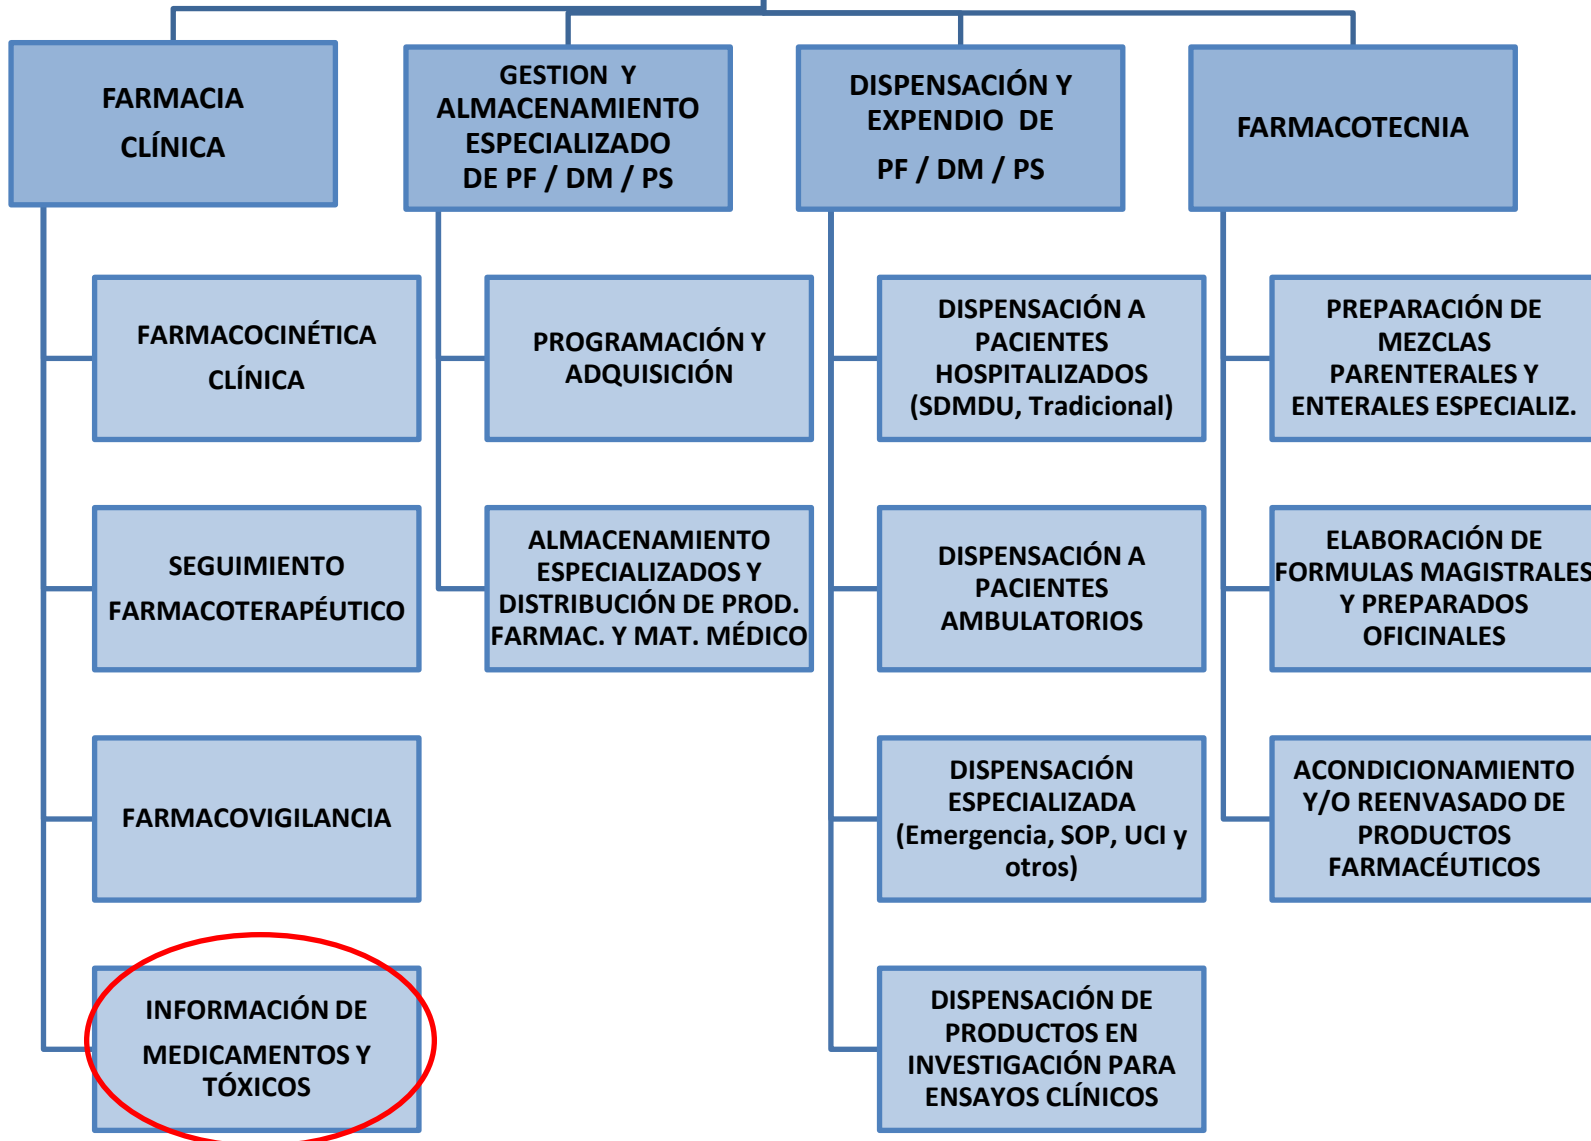 FARMACIA
CLÍNICA
GESTION Y
ALMACENAMIENTO
ESPECIALIZADO
DE PF / DM / PS
DISPENSACIÓN Y
EXPENDIO DE
PF / DM / PS
FARMACOTECNIA
FARMACOCINÉTICA
CLÍNICA
PROGRAMACIÓN Y
ADQUISICIÓN
DISPENSACIÓN A
PACIENTES
HOSPITALIZADOS
(SDMDU, Tradicional)
PREPARACIÓN DE
MEZCLAS
PARENTERALES Y
ENTERALES ESPECIALIZ.
SEGUIMIENTO
FARMACOTERAPÉUTICO
ALMACENAMIENTO
ESPECIALIZADOS Y
DISTRIBUCIÓN DE PROD.
FARMAC. Y MAT. MÉDICO
DISPENSACIÓN A
PACIENTES
AMBULATORIOS
ELABORACIÓN DE
FORMULAS MAGISTRALES
Y PREPARADOS
OFICINALES
FARMACOVIGILANCIA
DISPENSACIÓN
ESPECIALIZADA
(Emergencia, SOP, UCI y
otros)
ACONDICIONAMIENTO
Y/O REENVASADO DE
PRODUCTOS
FARMACÉUTICOS
INFORMACIÓN DE
MEDICAMENTOS Y
TÓXICOS
DISPENSACIÓN DE
PRODUCTOS EN
INVESTIGACIÓN PARA
ENSAYOS CLÍNICOS